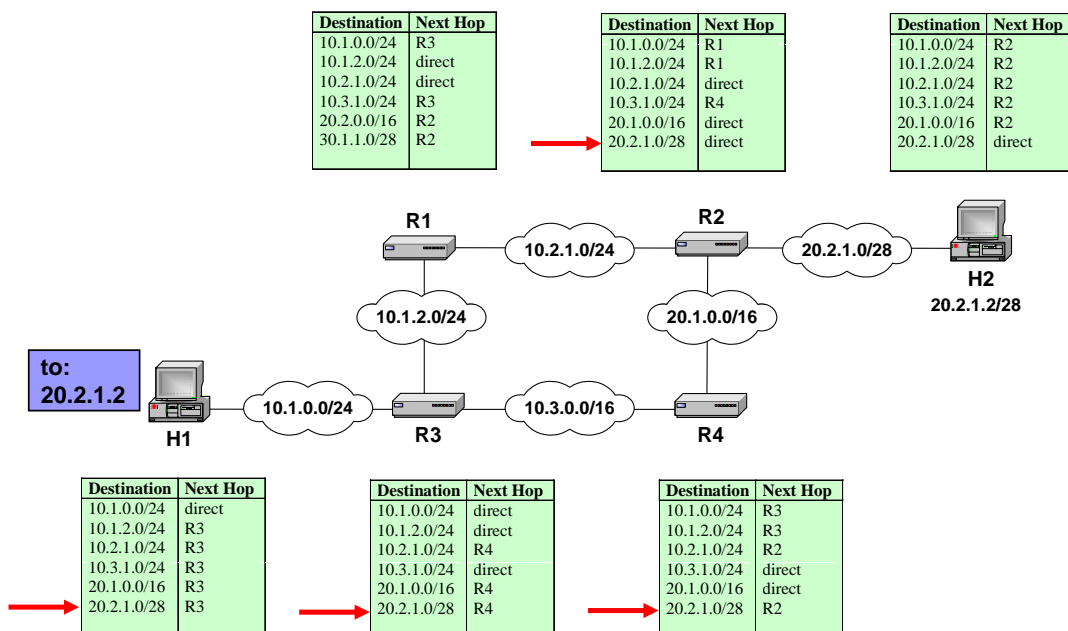 Destination Next Hop
10.1.0.0/24 R3
10.1.2.0/24 direct
10.2.1.0/24 direct
10.3.1.0/24 R3
20.2.0.0/16 R2
30.1.1.0/28 R2
Destination Next Hop
10.1.0.0/24 R1
10.1.2.0/24 R1
10.2.1.0/24 direct
10.3.1.0/24 R4
20.1.0.0/16 direct
20.2.1.0/28 direct
Destination Next Hop
10.1.0.0/24 R2
10.1.2.0/24 R2
10.2.1.0/24 R2
10.3.1.0/24 R2
20.1.0.0/16 R2
20.2.1.0/28 direct
R1
R2
10.2.1.0/24
20.2.1.0/28
H2
20.2.1.2/28
10.1.2.0/24
20.1.0.0/16
to:
20.2.1.2
H1
10.1.0.0/24
R3
10.3.0.0/16
R4
Destination Next Hop
10.1.0.0/24 direct
10.1.2.0/24 R3
10.2.1.0/24 R3
10.3.1.0/24 R3
20.1.0.0/16 R3
20.2.1.0/28 R3
Destination Next Hop
10.1.0.0/24 direct
10.1.2.0/24 direct
10.2.1.0/24 R4
10.3.1.0/24 direct
20.1.0.0/16 R4
20.2.1.0/28 R4
Destination Next Hop
10.1.0.0/24 R3
10.1.2.0/24 R3
10.2.1.0/24 R2
10.3.1.0/24 direct
20.1.0.0/16 direct
20.2.1.0/28 R2